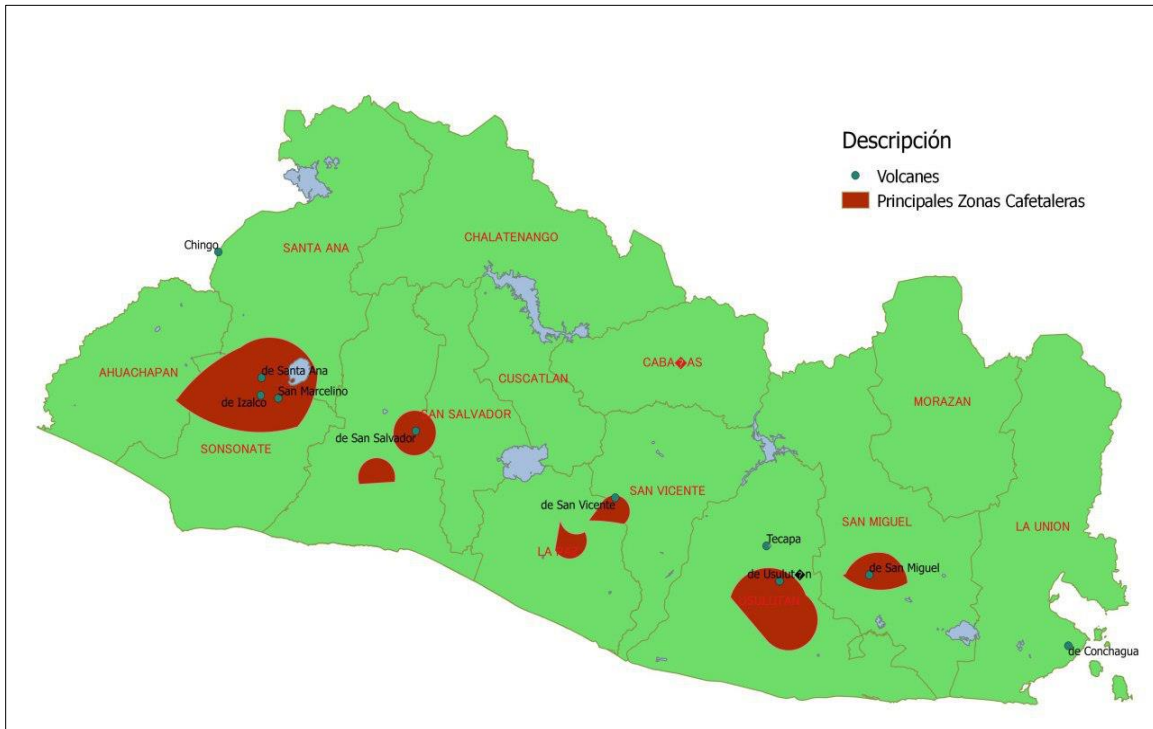 Descripción
Volcanes
Principales Zonas Cafetaleras
CHALATENANGO
SANTA ANA
Chingo
CABA�AS
AHUACHAPAN
de Santa Ana
CUSCATLAN
San Marcelino
de Izalco
MORAZAN
SAN SALVADOR
de San Salvador
SONSONATE
SAN VICENTE
de San Vicente
SAN MIGUEL
LA UNION
Tecapa
LA
de San Miguel
de Usulut�n
USULUTAN
de Conchagua